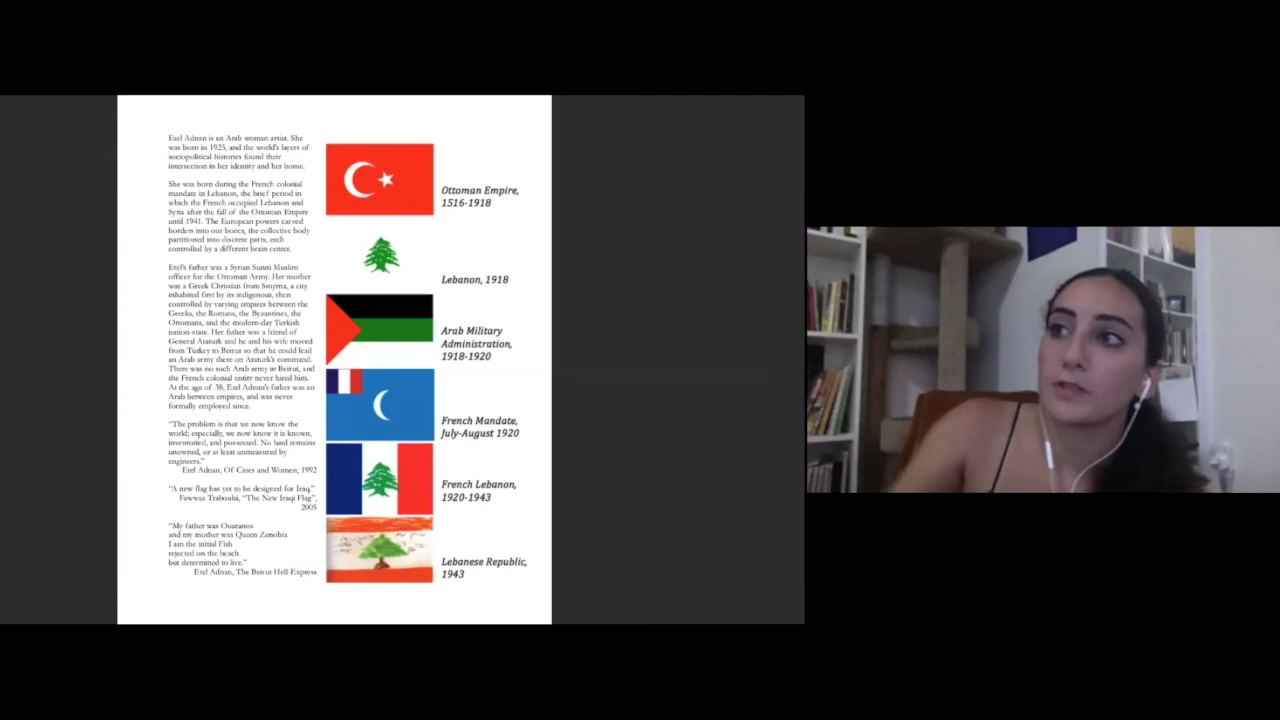 Etel Adnan is an Arab woman artist. She
was born in 1925, and the world's layers of
sociopolitical histories found their
intersection in her identity and her home.
She was born during the French colonial
mandate in Lebanon, the brief period in
which the French occupied Lebanon and
Syria after the fall of the Ottoman Empire
until 1941. The European powers carved
borders into our bones, the collective body
partitioned into discrete parts, each
controlled by a different brain center.
Etel's father was a Syrian Sunni Muslim
officer for the Ottoman Army. Her mother
was a Greek Christian from Smyrna, a city
inhabited first by its indigenous, then
controlled by varying empires between the
Greeks, the Romans, the Byzantines, the
Ottomans, and the modern-day Turkish
nation-state. Her father was a friend of
General Ataturk and he and his wife moved
from Turkey to Beirut so that he could lead
an Arab army there on Ataturk's command.
There was no such Arab army in Beirut, and
the French colonial entity never hired him.
At the age of 38, Etel Adnan's father was an
Arab between empires, and was never
formally employed since.
"The problem is that we now know the
world; especially, we now know it is known,
inventoried, and possessed. No land remains
unowned, or at least unmeasured by
engineers."
Etel Adnan, Of Cities and Women, 1992
"A new flag has yet to be designed for Iraq."
Fawwaz Traboulsi, "The New Iraqi Flag",
2005
"My father was Ouaranos
and my mother was Queen Zenobia
I am the initial Fish
rejected on the beach
but determined to live."
Etel Adnan, The Beirut Hell-Express
Ottoman Empire,
1516-1918
Lebanon, 1918
Arab Military
Administration,
1918-1920
French Mandate,
July-August 1920
French Lebanon,
1920-1943
Lebanese Republic,
1943